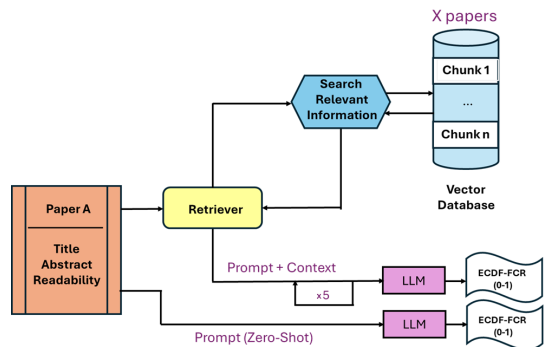 X papers
Chunk 1
...
Chunk n
Vector
Database
Search
Relevant
Information
Paper A
Title
Abstract
Readability
Retriever
Prompt + Context
x5
LLM
ECDF-FCR
(0-1)
Prompt (Zero-Shot)
LLM
ECDF-FCR
(0-1)